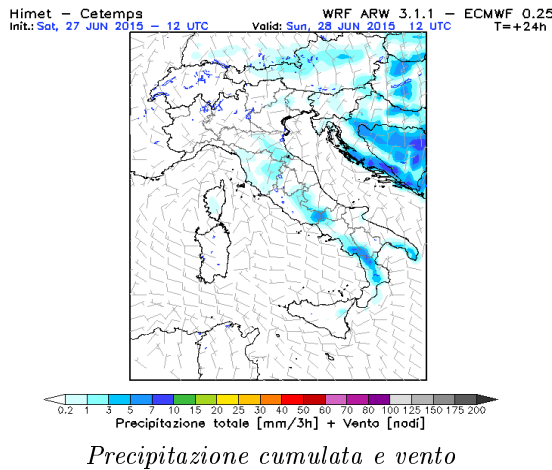 Himet – Cetemps WRF ARW 3.1.1 – ECMWF 0.25
Init.: Sat, 27 JUN 2015 – 12 UTC Valid: Sun, 28 JUN 2015 12 UTC T=+24h
0.2 1 3 5 7 10 15 20 25 30 40 50 60 70 80 100 125 150 175 200
Precipitazione totale [mm/3h] + Vento [nodi]
Precipitazione cumulata e vento